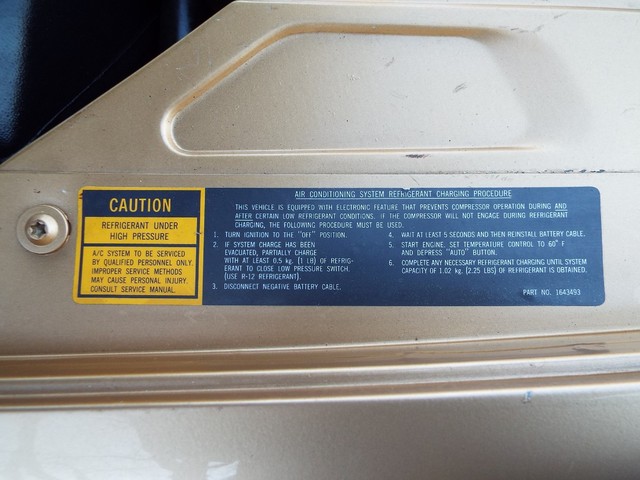 CAUTION
REFRIGERANT UNDER
HIGH PRESSURE
A/C SYSTEM TO BE SERVICED
BY QUALIFIED PERSONNEL ONLY
IMPROPER SERVICE METHODS
MAY CAUSE PERSONAL INJURY.
CONSULT SERVICE MANUAL.
AIR CONDITIONING SYSTEM REFRIGERANT CHARGING PROCEDURE
THIS VEHICLE IS EQUIPPED WITH ELECTRONIC FEATURE THAT PREVENTS COMPRESSOR OPERATION DURING AND
AFTER CERTAIN LOW REFRIGERANT CONDITIONS. IF THE COMPRESSOR WILL NOT ENGAGE DURING REFRIGERANT
CHARGING, THE FOLLOWING PROCEDURE MUST BE USED.
1. TURN IGNITION TO THE "OFF" POSITION.
2. IF SYSTEM CHARGE HAS BEEN
EVACUATED, PARTIALLY CHARGE
WITH AT LEAST 0.5 kg. (1 LB) OF REFRIG-
ERANT TO CLOSE LOW PRESSURE SWITCH.
(USE R-12 REFRIGERANT).
3. DISCONNECT NEGATIVE BATTERY CABLE.
4. WAIT AT LEAST 5 SECONDS AND THEN REINSTALL BATTERY CABLE.
5. START ENGINE, SET TEMPERATURE CONTROL TO 60° F
AND DEPRESS "AUTO" BUTTON.
6. COMPLETE ANY NECESSARY REFRIGERANT CHARGING UNTIL SYSTEM
CAPACITY OF 1.02 kg. (2.25 LBS) OF REFRIGERANT IS OBTAINED.
PART NO. 1643493